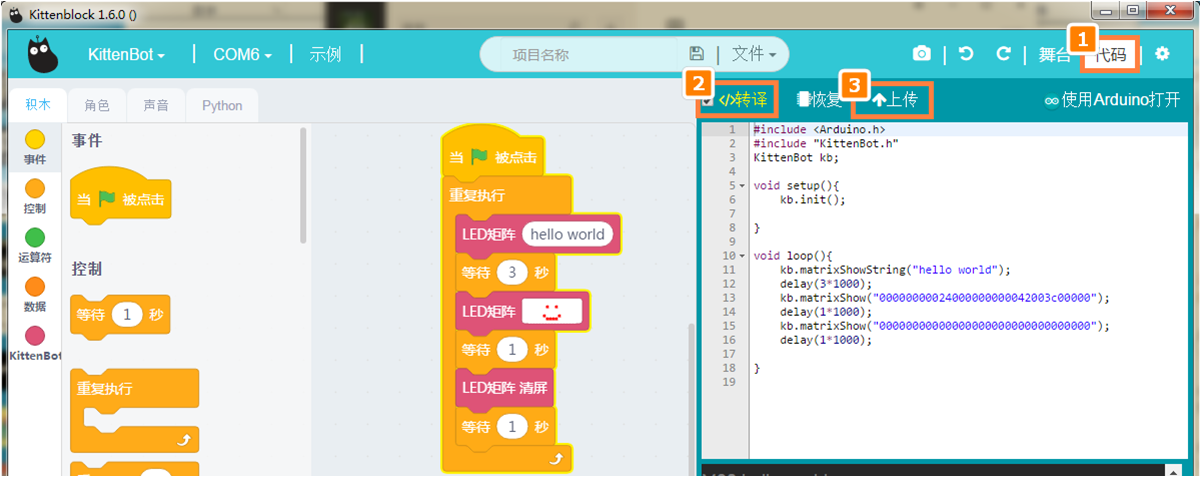 Kittenblock 1.6.0 ()
KittenBot
COM6
示例
项目名称
文件
舞台
1
代码
积木
角色
声音
Python
2
</>转译
恢复
3
上传
使用Arduino打开
事件
控制
运算符
数据
KittenBot
事件
当 被点击
控制
等待 1 秒
重复执行
当 被点击
重复执行
LED矩阵 hello world
等待 3 秒
LED矩阵
等待 1 秒
LED矩阵 清屏
等待 1 秒
1 #include <Arduino.h>
2 #include "KittenBot.h"
3 KittenBot kb;
4
5 void setup(){
6 kb.init();
7
8 }
9
10 void loop(){
11 kb.matrixShowString("hello world");
12 delay(3*1000);
13 kb.matrixShow("00000000024000000000042003c00000");
14 delay(1*1000);
15 kb.matrixShow("00000000000000000000000000000000");
16 delay(1*1000);
17
18 }
19